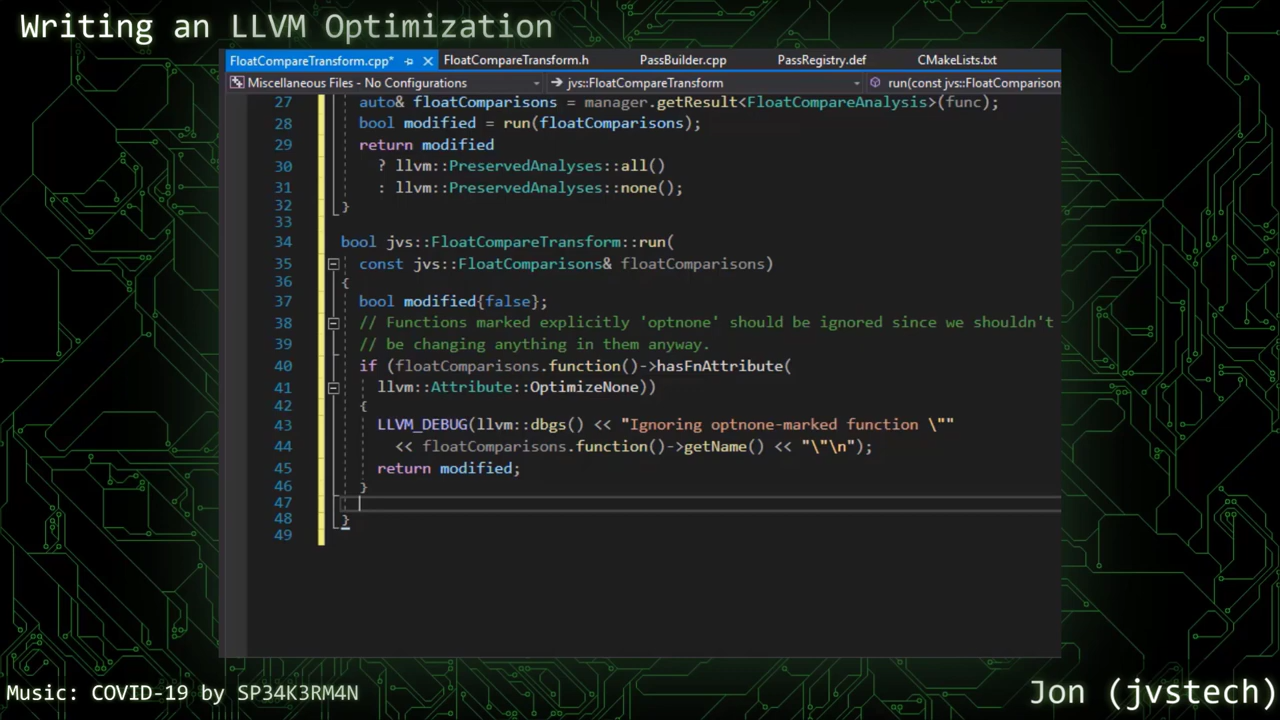 Writing an LLVM Optimization
FloatCompareTransform.cpp* FloatCompareTransform.h PassBuilder.cpp PassRegistry.def CMakeLists.txt
Miscellaneous Files - No Configurations jvs::FloatCompareTransform run(const jvs::FloatComparison
27 auto& floatComparisons = manager.getResult<FloatCompareAnalysis>(func);
28 bool modified = run(floatComparisons);
29 return modified
30 ? llvm::PreservedAnalyses::all()
31 : llvm::PreservedAnalyses::none();
32 }
33
34 bool jvs::FloatCompareTransform::run(
35 const jvs::FloatComparisons& floatComparisons)
36 {
37 bool modified{false};
38 // Functions marked explicitly 'optnone' should be ignored since we shouldn't
39 // be changing anything in them anyway.
40 if (floatComparisons.function()->hasFnAttribute(
41 llvm::Attribute::OptimizeNone))
42 {
43 LLVM_DEBUG(llvm::dbgs() << "Ignoring optnone-marked function \""
44 << floatComparisons.function()->getName() << "\"\n");
45 return modified;
46 }
47
48 }
49
Music: COVID-19 by SP34K3RM4N
Jon (jvstech)